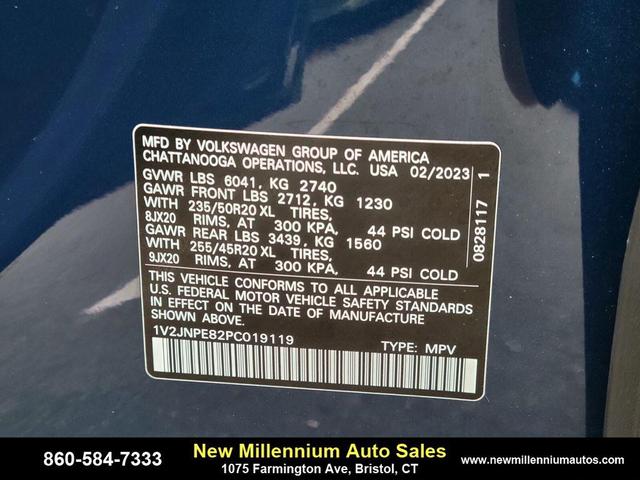 MFD BY VOLKSWAGEN GROUP OF AMERICA
CHATTANOOGA OPERATIONS, LLC. USA 02/2023
GVWR LBS 6041, KG 2740
GAWR FRONT LBS 2712, KG 1230
WITH 235/50R20 XL TIRES,
8JX20 RIMS, AT 300 KPA, 44 PSI COLD
GAWR REAR LBS 3439, KG 1560
WITH 255/45R20 XL TIRES,
9JX20 RIMS, AT 300 KPA, 44 PSI COLD
THIS VEHICLE CONFORMS TO ALL APPLICABLE
U.S. FEDERAL MOTOR VEHICLE SAFETY STANDARDS
IN EFFECT ON THE DATE OF MANUFACTURE
SHOWN ABOVE.
1V2JNPE82PC019119 TYPE: MPV
0828117 1
860-584-7333
New Millennium Auto Sales
1075 Farmington Ave, Bristol, CT
www.newmillenniumautos.com